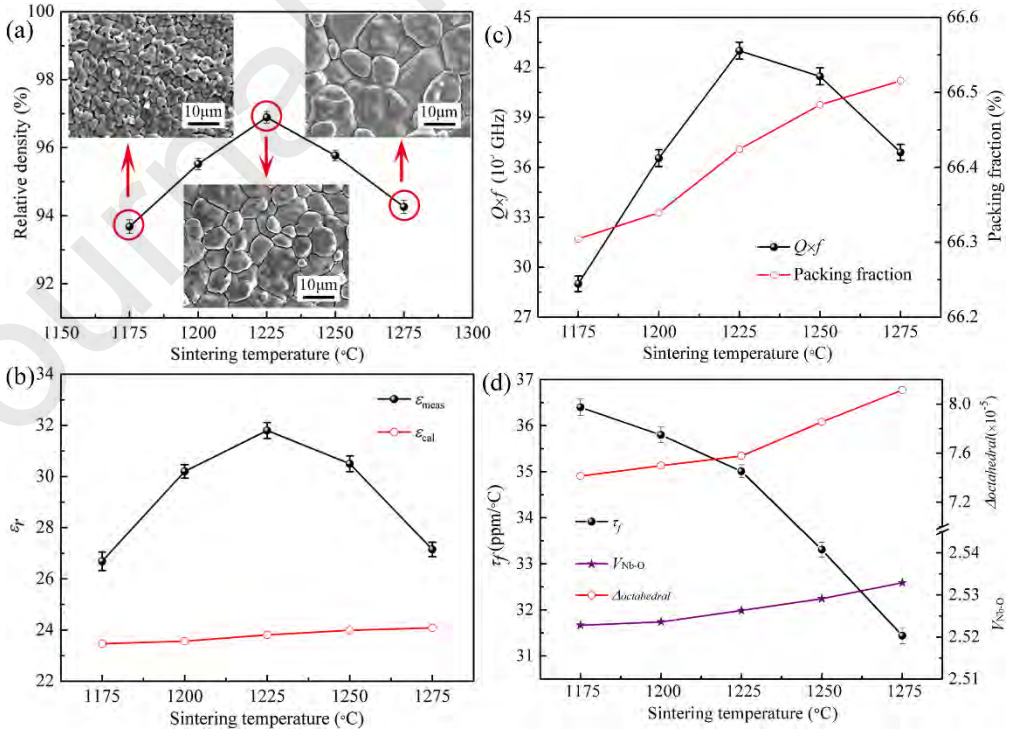 (a)
100
98
96
94
92
Relative density (%)
10μm
10μm
10μm
1150
1175
1200
1225
1250
1275
1300
Sintering temperature (°C)
(b)
34
32
30
28
26
24
22
εr
εmeas
εcal
1175
1200
1225
1250
1275
Sintering temperature (°C)
(c)
45
42
39
36
33
30
27
Q×f (10³ GHz)
66.6
66.5
66.4
66.3
66.2
Packing fraction (%)
Q×f
Packing fraction
1175
1200
1225
1250
1275
Sintering temperature (°C)
(d)
37
36
35
34
33
32
31
τf (ppm/°C)
8.0
7.6
7.2
Δoctahedral(×10⁻⁵)
2.54
2.53
2.52
2.51
VNb-O
τf
VNb-O
Δoctahedral
1175
1200
1225
1250
1275
Sintering temperature (°C)